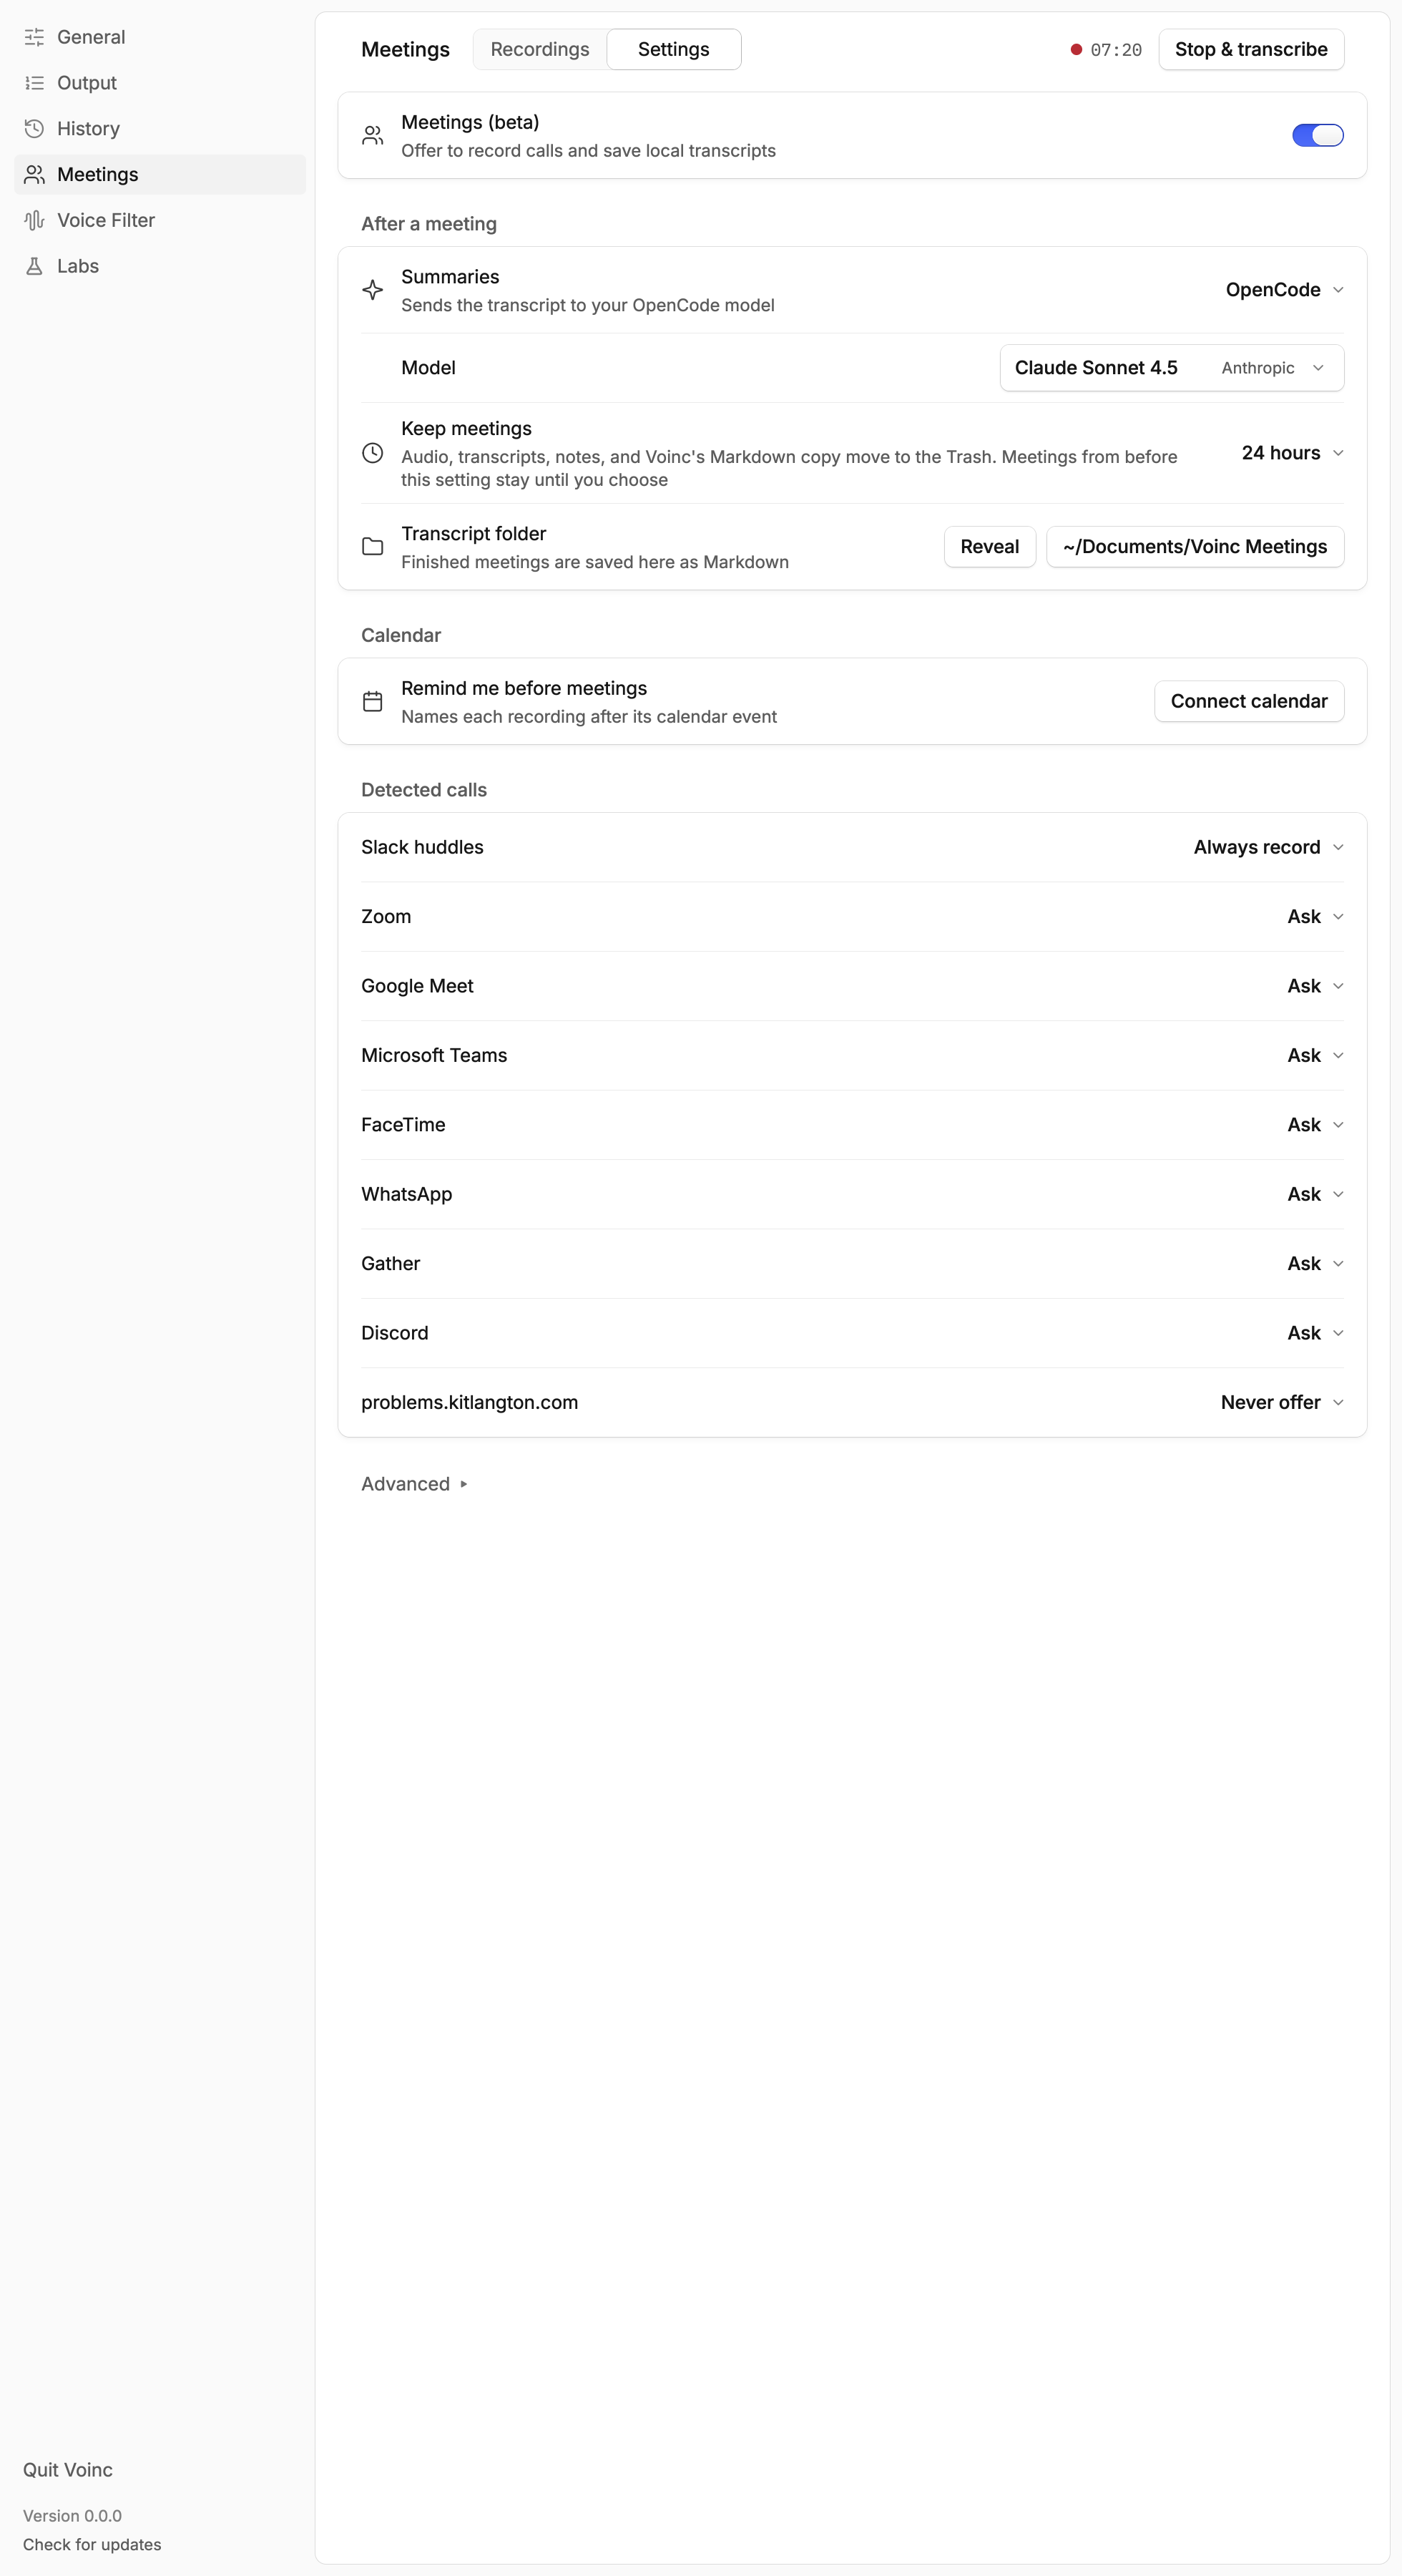 General
Output
History
Meetings
Voice Filter
Labs
Quit Voinc
Version 0.0.0
Check for updates
Meetings
Recordings
Settings
07:20
Stop & transcribe
Meetings (beta)
Offer to record calls and save local transcripts
After a meeting
Summaries
Sends the transcript to your OpenCode model
OpenCode
Model
Claude Sonnet 4.5
Anthropic
Keep meetings
Audio, transcripts, notes, and Voinc's Markdown copy move to the Trash. Meetings from before
this setting stay until you choose
24 hours
Transcript folder
Finished meetings are saved here as Markdown
Reveal
~/Documents/Voinc Meetings
Calendar
Remind me before meetings
Names each recording after its calendar event
Connect calendar
Detected calls
Slack huddles
Always record
Zoom
Ask
Google Meet
Ask
Microsoft Teams
Ask
FaceTime
Ask
WhatsApp
Ask
Gather
Ask
Discord
Ask
problems.kitlangton.com
Never offer
Advanced